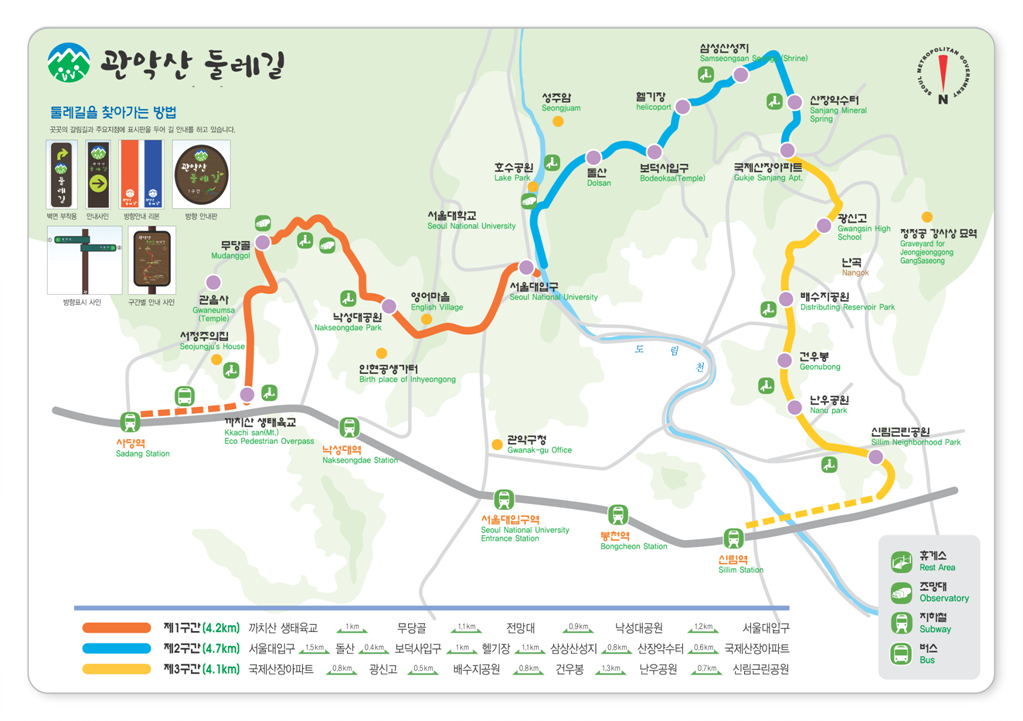 관악산 둘레길
둘레길을 찾아가는 방법
곳곳의 갈림길과 주요지점에 표시판을 두어 길 안내를 하고 있습니다.
벽면 부착용
안내사인
방향안내 리본
방향 안내판
방향표시 사인
구간별 안내 사인
관악산
둘레길
1구간
SEOUL METROPOLITAN GOVERNMENT
N
삼성산성지
헬기장
helicoport
산장약수터
Sanjang Mineral
Spring
성주암
Seongjuam
호수공원
Lake Park
돌산
Dolsan
보덕사입구
Bodeoksa(Temple)
국제산장아파트
Gukje Sanjang Apt.
서울대학교
Seoul National University
광신고
Gwangsin High
School
정정공 강사상 묘역
Graveyard for
Jeongjeonggong
GangSaseong
난곡
Nangok
무당골
Mudanggol
관음사
Gwaneumsa
(Temple)
낙성대공원
Nakseongdae Park
영어마을
English Village
서울대입구
Seoul National University
배수지공원
Distributing Reservoir Park
서정주의집
Seojungju's House
인헌공생가터
Birth place of Inhyeongong
도 림 천
건우봉
Geonubong
난우공원
Nanu park
까치산 생태육교
Kkachi san(Mt.)
Eco Pedestrian Overpass
사당역
Sadang Station
낙성대역
Nakseongdae Station
관악구청
Gwanak-gu Office
신림근린공원
Sillim Neighborhood Park
서울대입구역
Seoul National University
Entrance Station
봉천역
Bongcheon Station
신림역
Sillim Station
휴게소
Rest Area
조망대
Observatory
지하철
Subway
버스
Bus
제1구간(4.2km) 까치산 생태육교 1km 무당골 1,1km 전망대 0.9km 낙성대공원 1,2km 서울대입구
제2구간(4.7km) 서울대입구 1,5km 돌산 0,4km 보덕사입구 1km 헬기장 1,1km 삼상산성지 0,8km 산장약수터 0.6km 국제산장아파트
제3구간(4.1km) 국제산장아파트 0.8km 광신고 0.5km 배수지공원 0.8km 건우봉 1,3km 난우공원 0,7km 신림근린공원